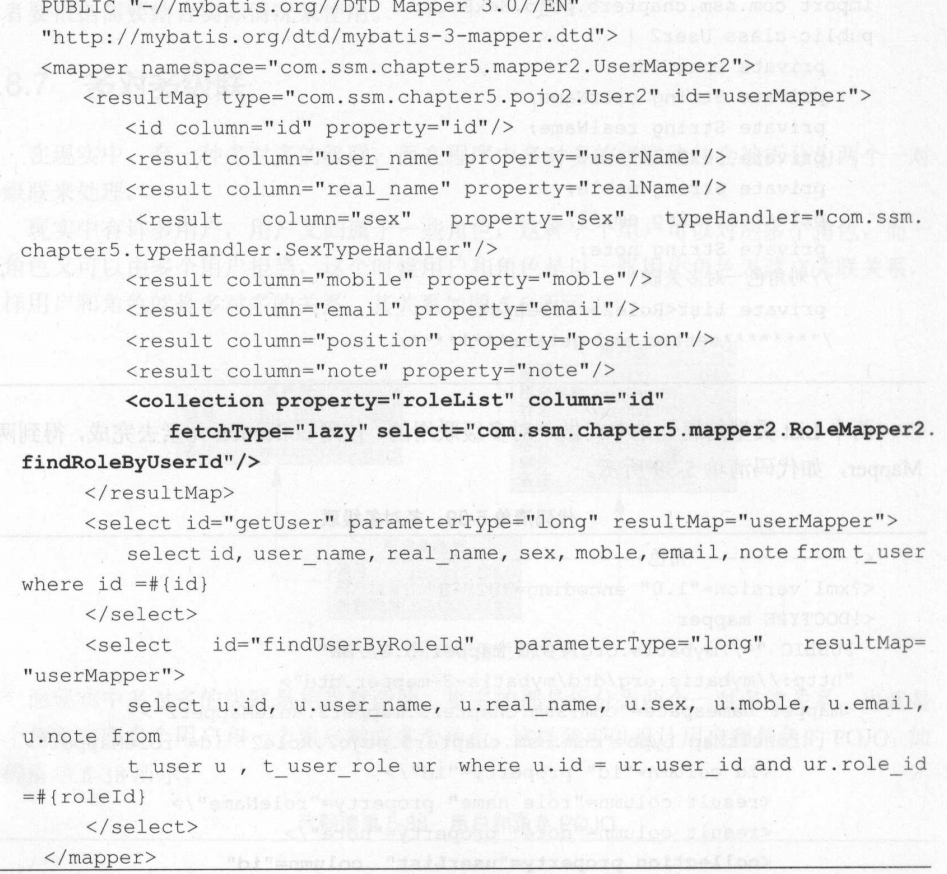 PUBLIC "-//mybatis.org//DTD Mapper 3.0//EN"
"http://mybatis.org/dtd/mybatis-3-mapper.dtd">
<mapper namespace="com.ssm.chapter5.mapper2.UserMapper2">
<resultMap type="com.ssm.chapter5.pojo2.User2" id="userMapper">
<id column="id" property="id"/>
<result column="user_name" property="userName"/>
<result column="real_name" property="realName"/>
<result column="sex" property="sex" typeHandler="com.ssm.
chapter5.typeHandler.SexTypeHandler"/>
<result column="mobile" property="moble"/>
<result column="email" property="email"/>
<result column="position" property="position"/>
<result column="note" property="note"/>
<collection property="roleList" column="id"
fetchType="lazy" select="com.ssm.chapter5.mapper2.RoleMapper2.
findRoleByUserId"/>
</resultMap>
<select id="getUser" parameterType="long" resultMap="userMapper">
select id, user_name, real_name, sex, moble, email, note from t_user
where id =#{id}
</select>
<select id="findUserByRoleId" parameterType="long" resultMap=
"userMapper">
select u.id, u.user_name, u.real_name, u.sex, u.moble, u.email,
u.note from
t_user u , t_user_role ur where u.id = ur.user_id and ur.role_id
=#{roleId}
</select>
</mapper>